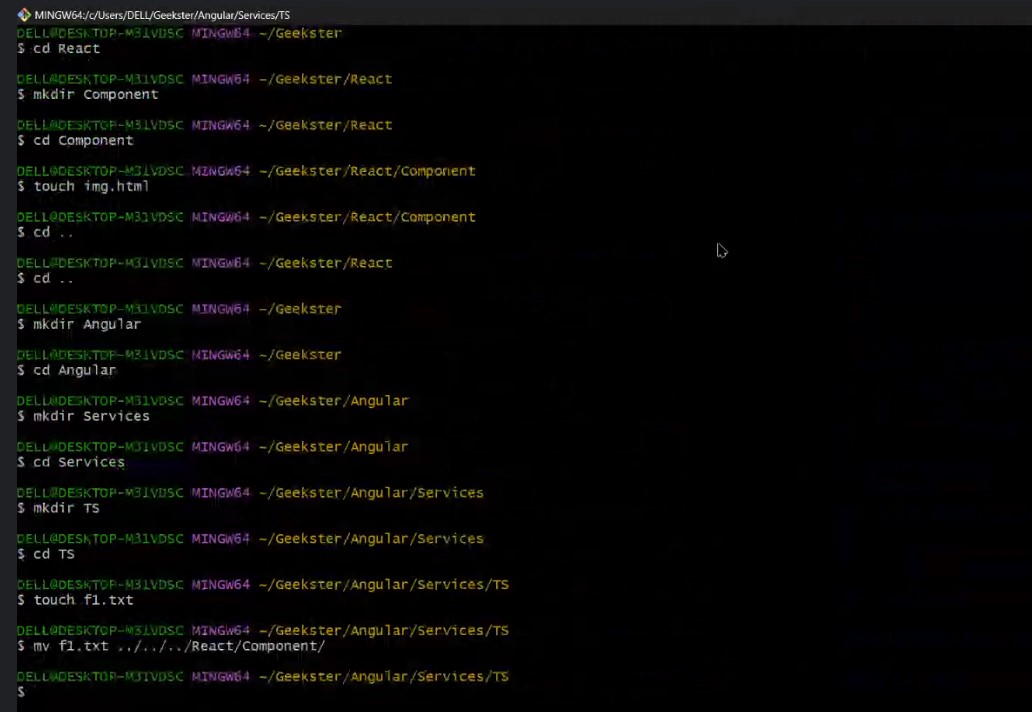 MINGW64:/c/Users/DELL/Geekster/Angular/Services/TS
DELL@DESKTOP-M31VDSC MINGW64 ~/Geekster
$ cd React
DELL@DESKTOP-M31VDSC MINGW64 ~/Geekster/React
$ mkdir Component
DELL@DESKTOP-M31VDSC MINGW64 ~/Geekster/React
$ cd Component
DELL@DESKTOP-M31VDSC MINGW64 ~/Geekster/React/Component
$ touch img.html
DELL@DESKTOP-M31VDSC MINGW64 ~/Geekster/React/Component
$ cd ..
DELL@DESKTOP-M31VDSC MINGW64 ~/Geekster/React
$ cd ..
DELL@DESKTOP-M31VDSC MINGW64 ~/Geekster
$ mkdir Angular
DELL@DESKTOP-M31VDSC MINGW64 ~/Geekster
$ cd Angular
DELL@DESKTOP-M31VDSC MINGW64 ~/Geekster/Angular
$ mkdir Services
DELL@DESKTOP-M31VDSC MINGW64 ~/Geekster/Angular
$ cd Services
DELL@DESKTOP-M31VDSC MINGW64 ~/Geekster/Angular/Services
$ mkdir TS
DELL@DESKTOP-M31VDSC MINGW64 ~/Geekster/Angular/Services
$ cd TS
DELL@DESKTOP-M31VDSC MINGW64 ~/Geekster/Angular/Services/TS
$ touch f1.txt
DELL@DESKTOP-M31VDSC MINGW64 ~/Geekster/Angular/Services/TS
$ mv f1.txt ../../../React/Component/
DELL@DESKTOP-M31VDSC MINGW64 ~/Geekster/Angular/Services/TS
$